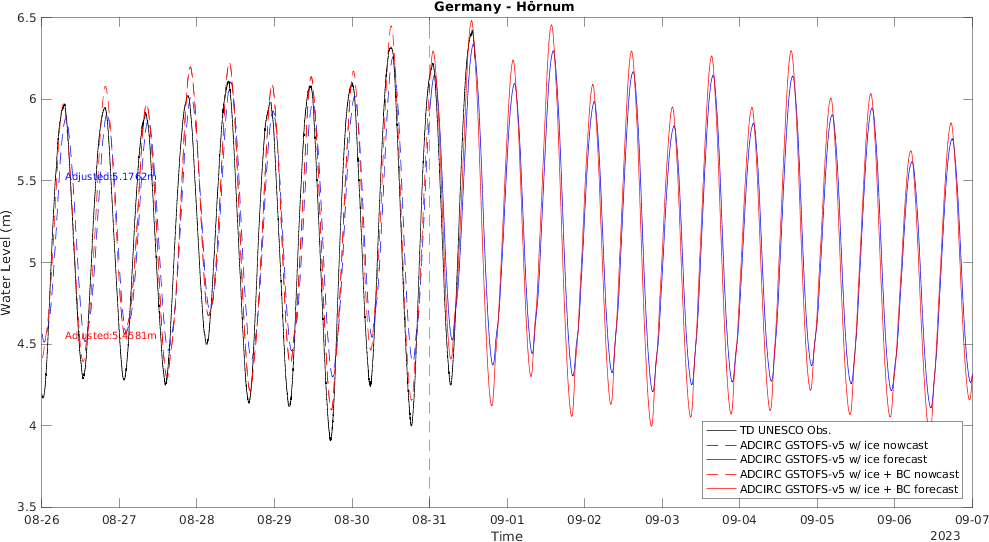 Germany - Hörnum
6.5
6
5.5
5
4.5
4
3.5
Water Level (m)
Adjusted:5.1762m
Adjusted:5.4581m
TD UNESCO Obs.
ADCIRC GSTOFS-v5 w/ ice nowcast
ADCIRC GSTOFS-v5 w/ ice forecast
ADCIRC GSTOFS-v5 w/ ice + BC nowcast
ADCIRC GSTOFS-v5 w/ ice + BC forecast
08-26 08-27 08-28 08-29 08-30 08-31 09-01 09-02 09-03 09-04 09-05 09-06 09-07
Time
2023